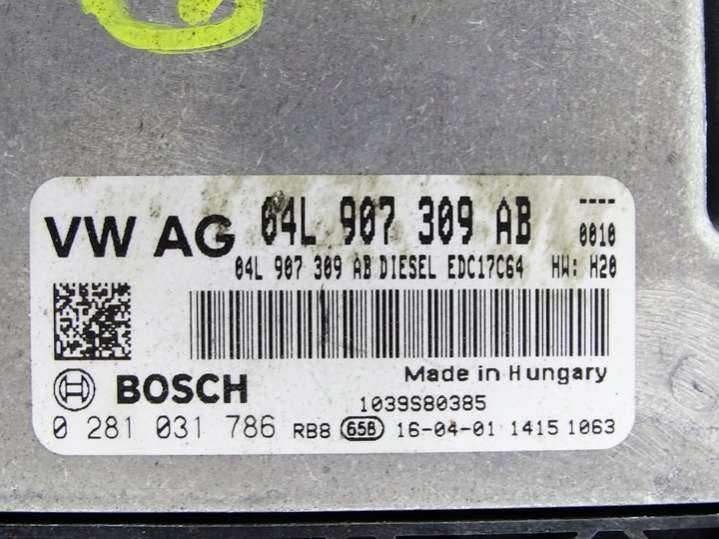 VW AG 04L 907 309 AB ----
0010
04L 907 309 AB DIESEL EDC17C64 HW: H20
Made in Hungary
BOSCH 1039S80385
0 281 031 786 RB8 658 16-04-01 1415 1063